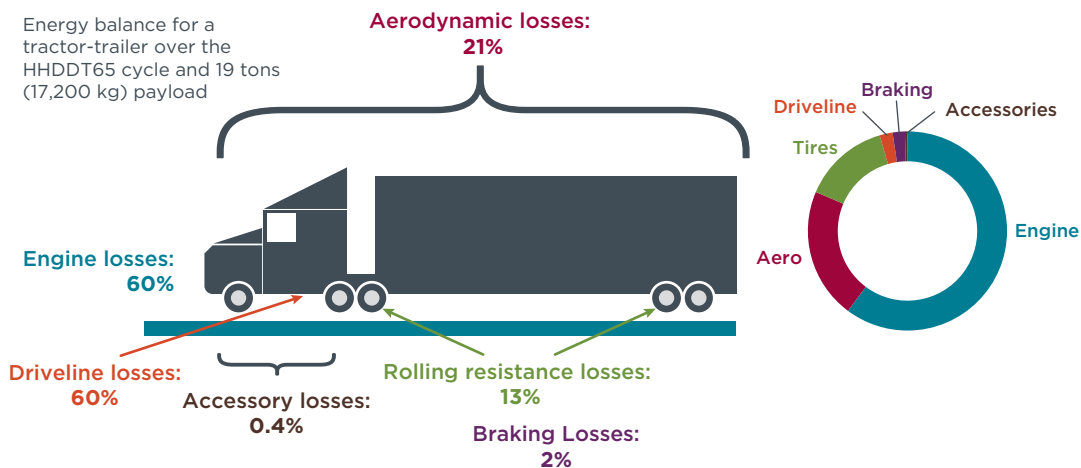 Energy balance for a
tractor-trailer over the
HHDDT65 cycle and 19 tons
(17,200 kg) payload
Aerodynamic losses:
21%
Engine losses:
60%
Driveline losses:
60%
Accessory losses:
0.4%
Rolling resistance losses:
13%
Braking Losses:
2%
Braking
Driveline
Accessories
Tires
Engine
Aero